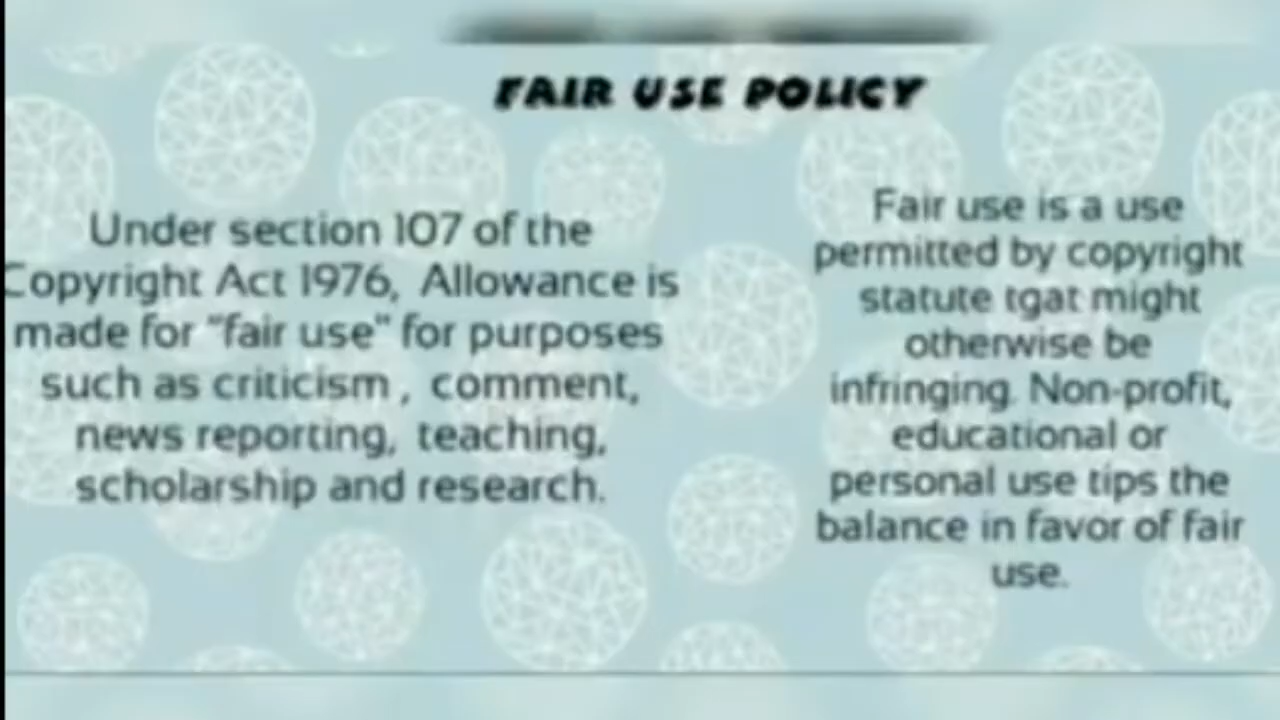 FAIR USE POLICY
Under section 107 of the
Copyright Act 1976, Allowance is
made for "fair use" for purposes
such as criticism , comment,
news reporting, teaching,
scholarship and research.
Fair use is a use
permitted by copyright
statute tgat might
otherwise be
infringing. Non-profit,
educational or
personal use tips the
balance in favor of fair
use.